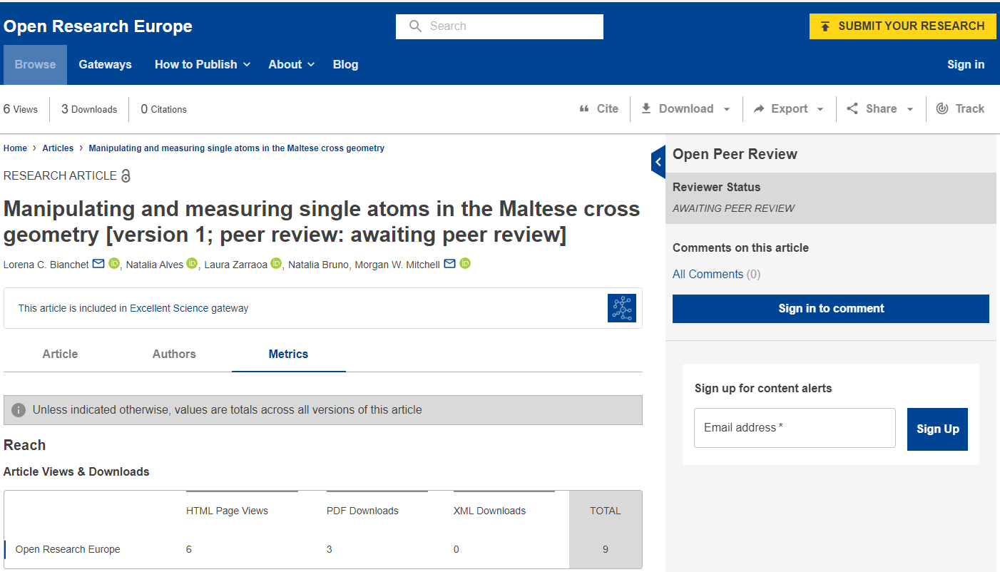 Open Research Europe
Search
SUBMIT YOUR RESEARCH
Browse Gateways How to Publish About Blog Sign in
6 Views 3 Downloads 0 Citations
Cite Download Export Share Track
Home › Articles › Manipulating and measuring single atoms in the Maltese cross geometry
RESEARCH ARTICLE
Manipulating and measuring single atoms in the Maltese cross
geometry [version 1; peer review: awaiting peer review]
Lorena C. Bianchet iD, Natalia Alves iD, Laura Zarraoa iD, Natalia Bruno, Morgan W. Mitchell iD
This article is included in Excellent Science gateway
Article Authors Metrics
i Unless indicated otherwise, values are totals across all versions of this article
Reach
Article Views & Downloads
HTML Page Views PDF Downloads XML Downloads TOTAL
Open Research Europe 6 3 0 9
Open Peer Review
Reviewer Status
AWAITING PEER REVIEW
Comments on this article
All Comments (0)
Sign in to comment
Sign up for content alerts
Email address *
Sign Up